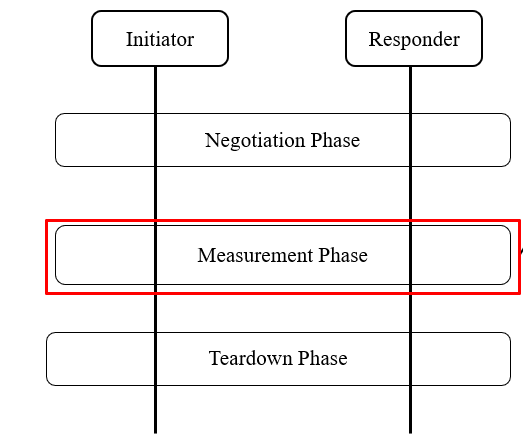 Initiator
Responder
Negotiation Phase
Measurement Phase
Teardown Phase